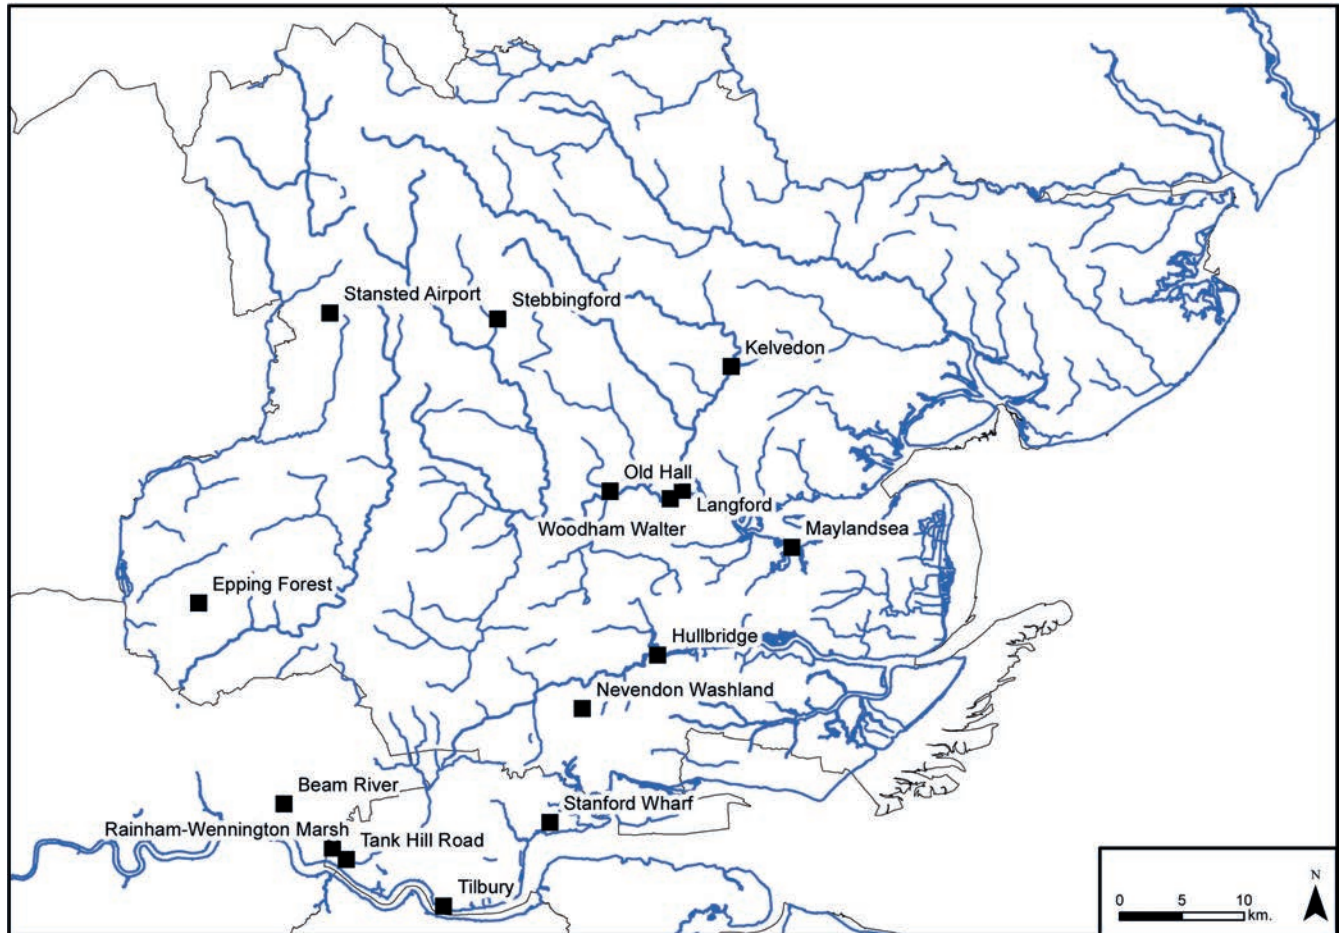 Stansted Airport
Stebbingford
Kelvedon
Old Hall
Langford
Woodham Walter
Maylandsea
Epping Forest
Hullbridge
Nevendon Washland
Beam River
Stanford Wharf
Rainham-Wennington Marsh
Tank Hill Road
Tilbury
N
0 5 10
km.